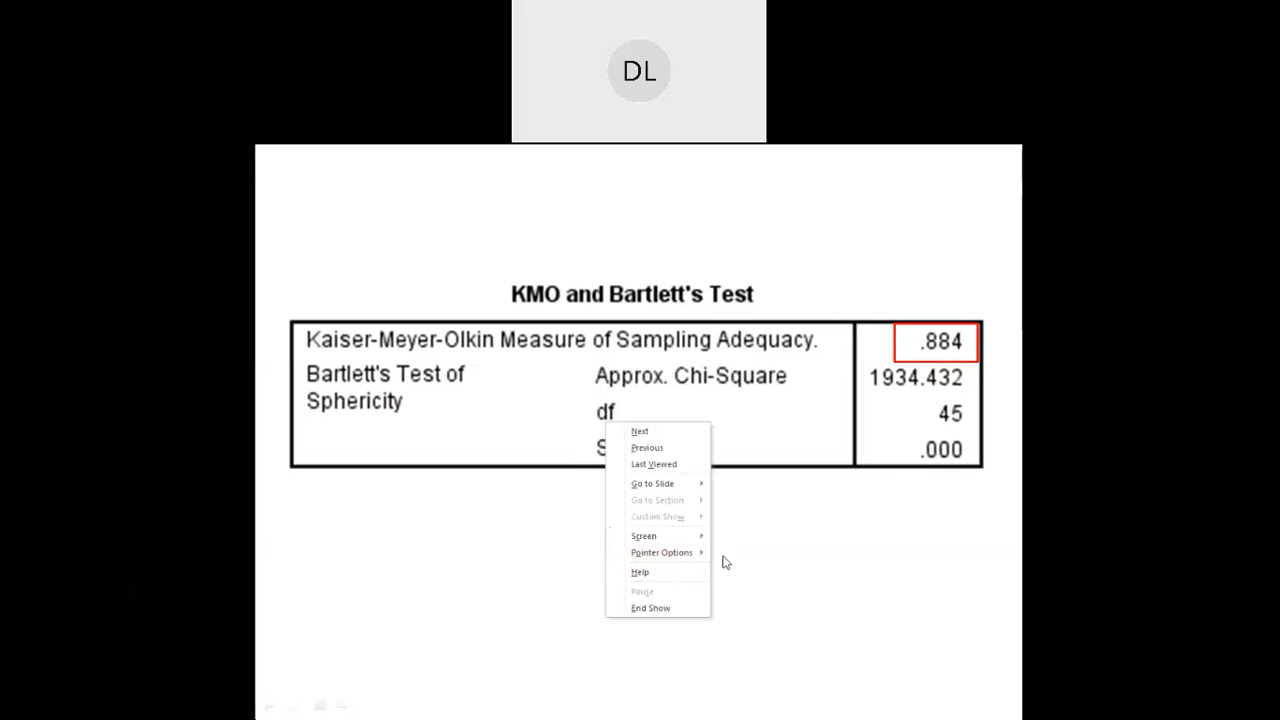 DL
KMO and Bartlett's Test
Kaiser-Meyer-Olkin Measure of Sampling Adequacy. .884
Bartlett's Test of Sphericity Approx. Chi-Square 1934.432
df 45
.000
Next
Previous
Last Viewed
Go to Slide
Go to Section
Custom Show
Screen
Pointer Options
Help
Pause
End Show